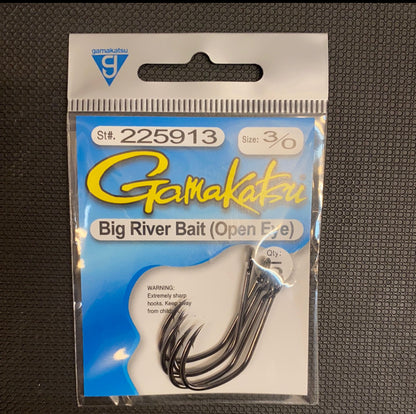 gamakatsu
g
St#. 225913
Size: 3/0
Gamakatsu
Big River Bait (Open Eye)
Qty:
WARNING:
Extremely sharp
hooks. Keep away
from